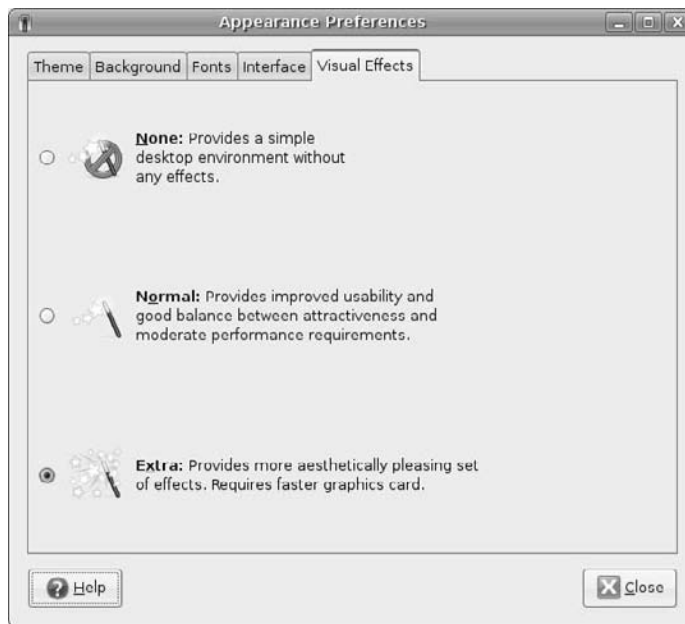 Appearance Preferences
Theme Background Fonts Interface Visual Effects
None: Provides a simple
desktop environment without
any effects.
Normal: Provides improved usability and
good balance between attractiveness and
moderate performance requirements.
Extra: Provides more aesthetically pleasing set
of effects. Requires faster graphics card.
Help Close